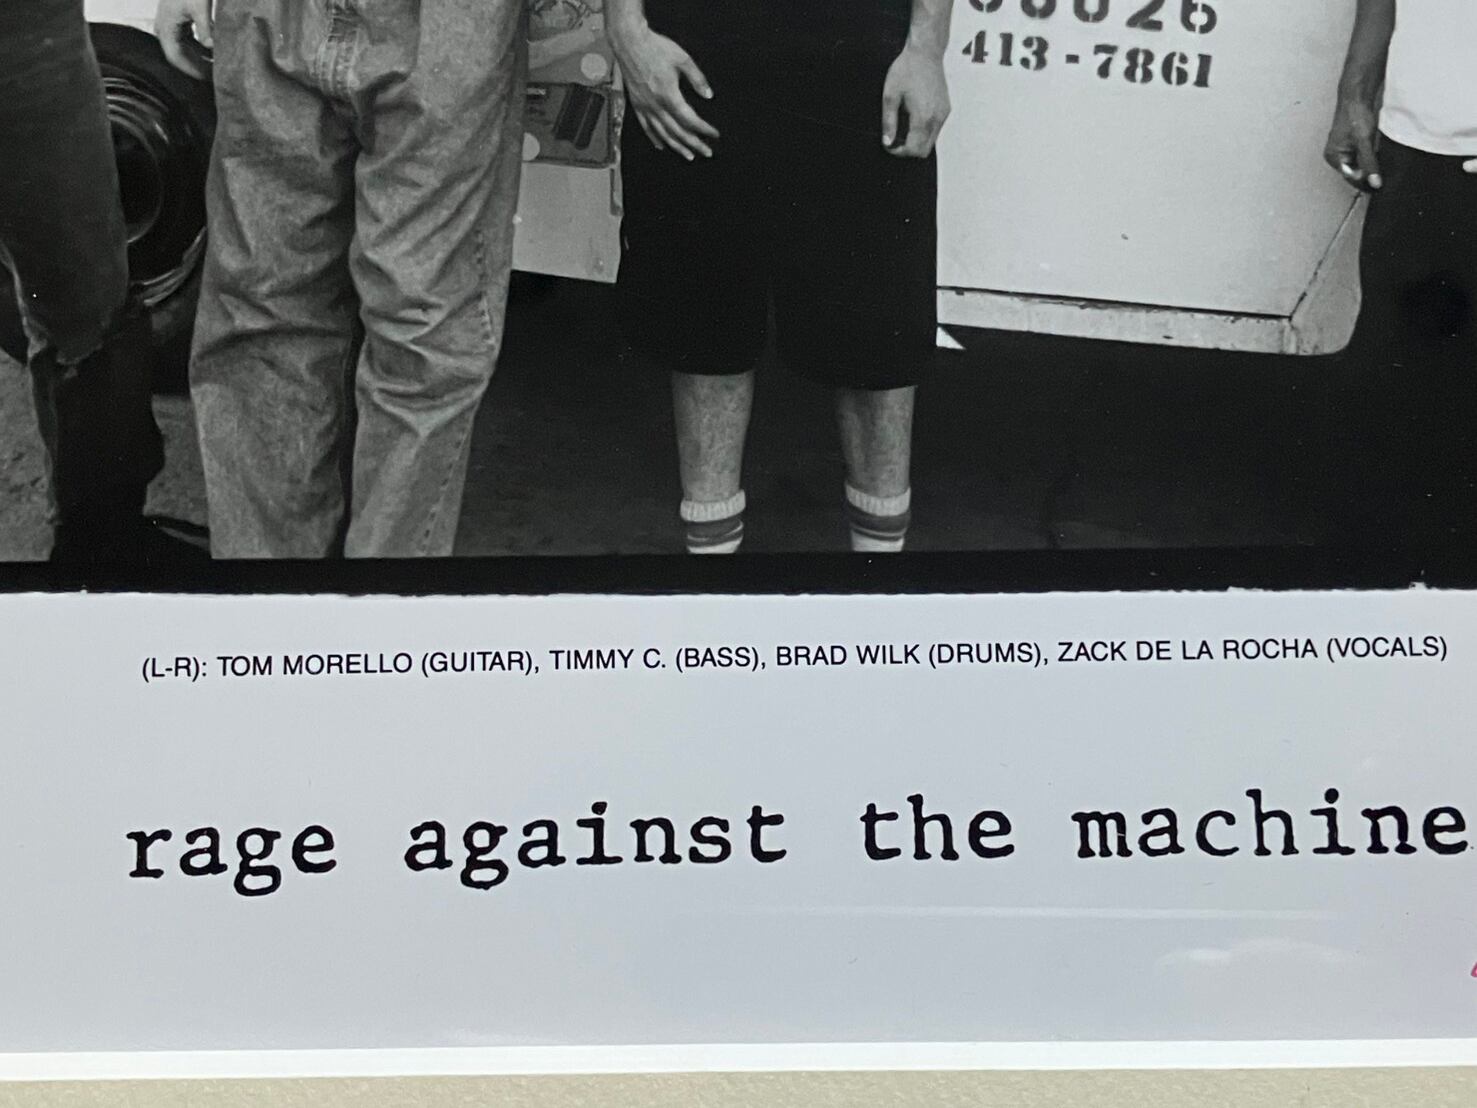 413-7861
(L-R): TOM MORELLO (GUITAR), TIMMY C. (BASS), BRAD WILK (DRUMS), ZACK DE LA ROCHA (VOCALS)
rage against the machine